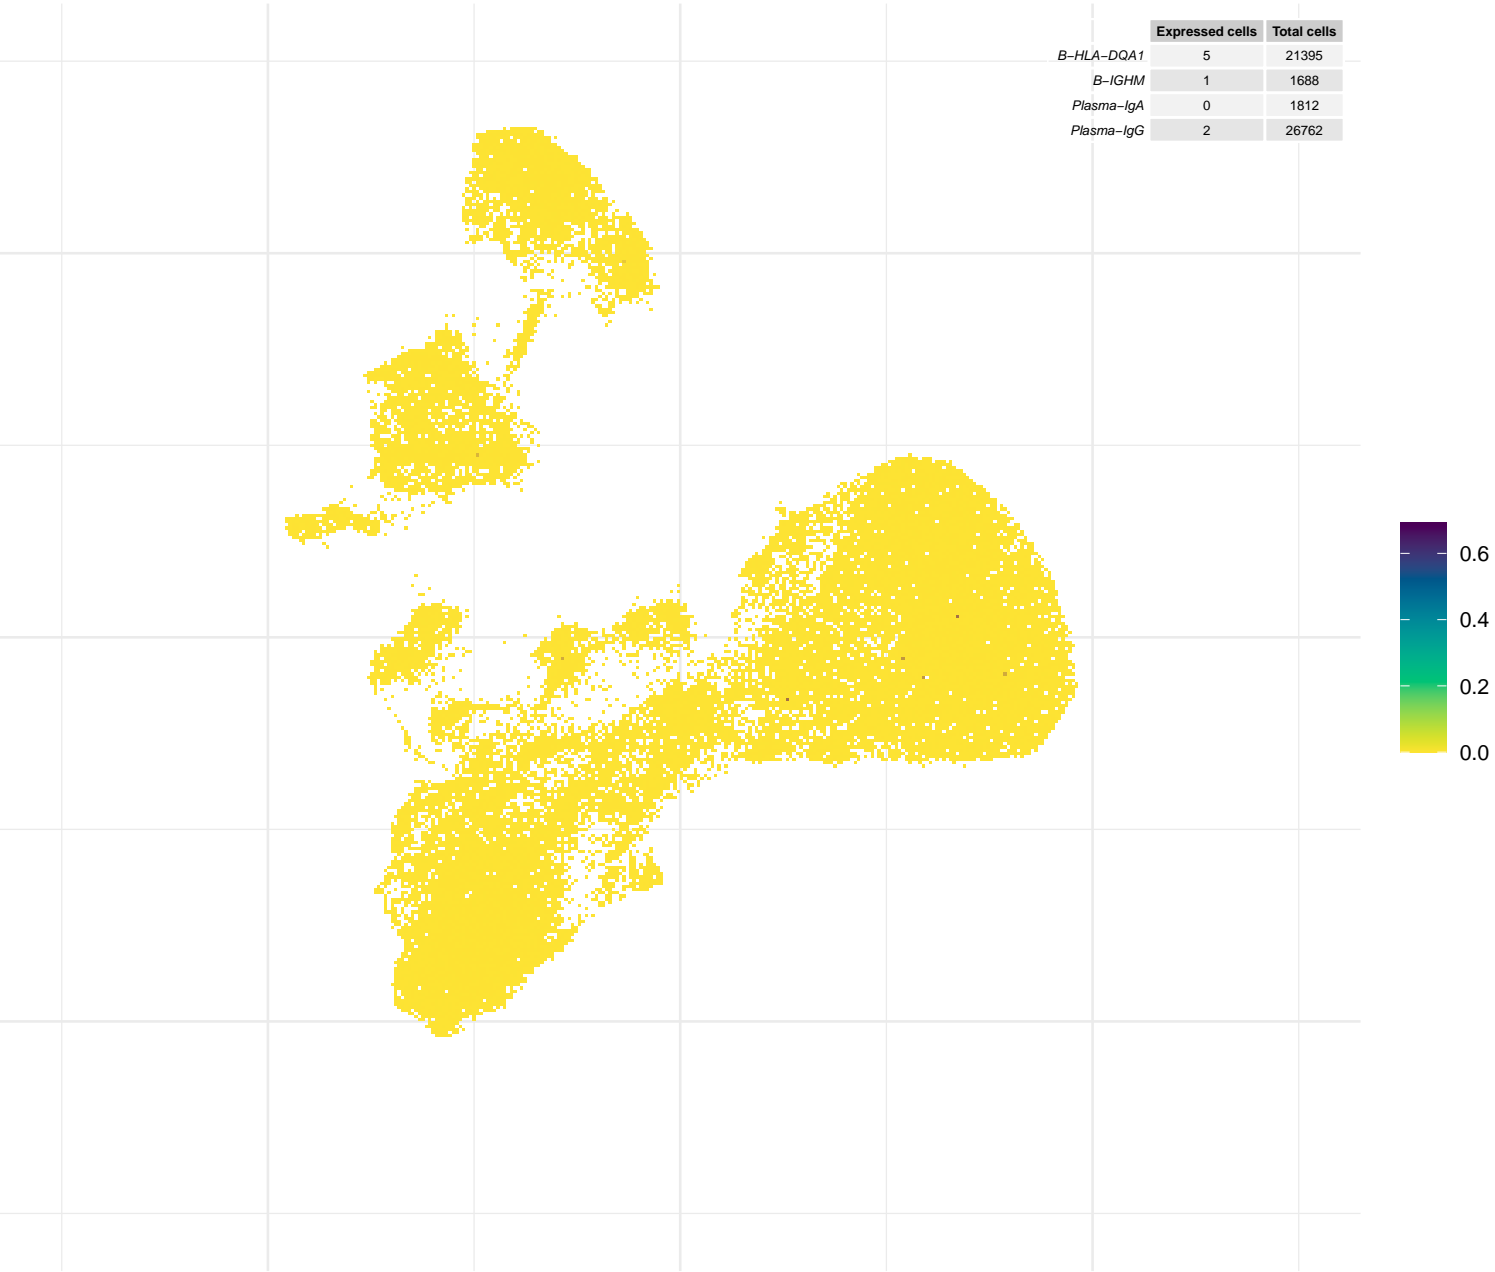 Expressed cells Total cells
B−HLA−DQA1 5 21395
B−IGHM 1 1688
Plasma−IgA 0 1812
Plasma−IgG 2 26762
0.6
0.4
0.2
0.0